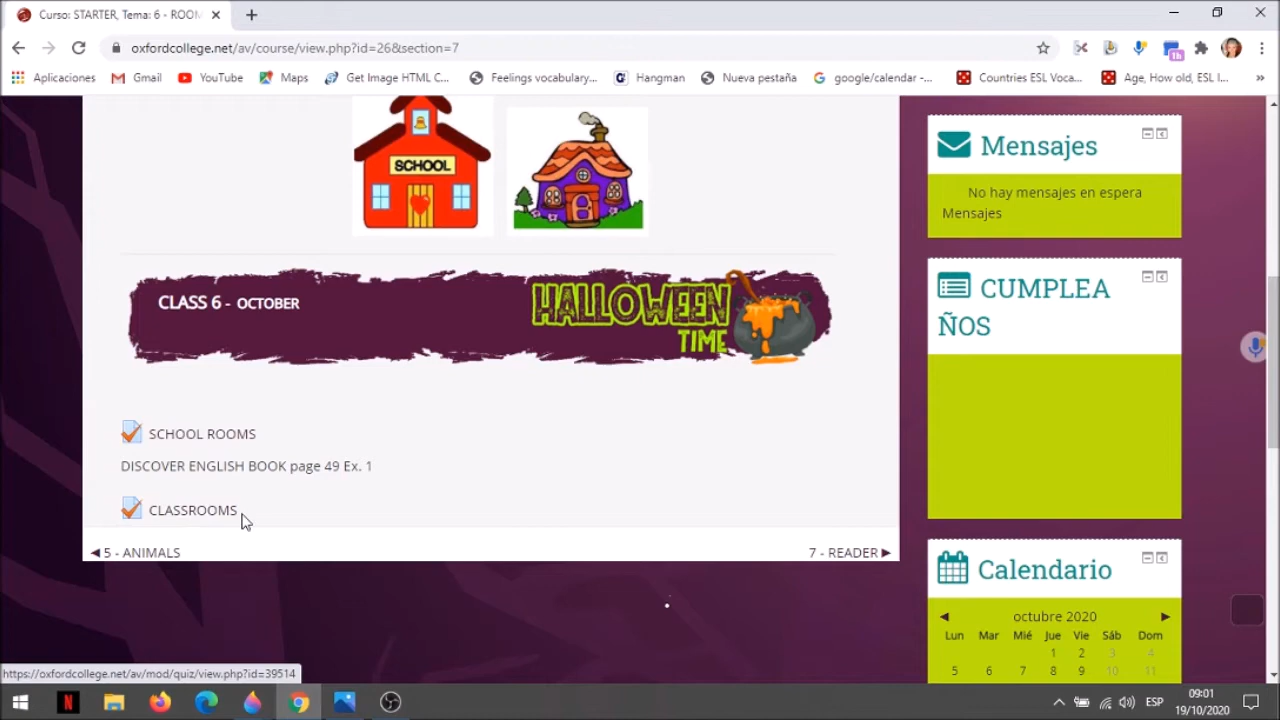 Curso: STARTER, Tema: 6 - ROOM
oxfordcollege.net/av/course/view.php?id=26&section=7
Aplicaciones Gmail YouTube Maps Get Image HTML C... Feelings vocabulary... Hangman Nueva pestaña google/calendar -... Countries ESL Voca... Age, How old, ESL I... »
1h
SCHOOL
CLASS 6 - OCTOBER
HALLOWEEN
TIME
SCHOOL ROOMS
DISCOVER ENGLISH BOOK page 49 Ex. 1
CLASSROOMS
◀ 5 - ANIMALS
7 - READER ▶
Mensajes
No hay mensajes en espera
Mensajes
CUMPLEA
ÑOS
Calendario
◀ octubre 2020 ▶
Lun Mar Mié Jue Vie Sáb Dom
1 2 3 4
5 6 7 8 9 10 11
https://oxfordcollege.net/av/mod/quiz/view.php?id=39514
N
ESP
09:01
19/10/2020